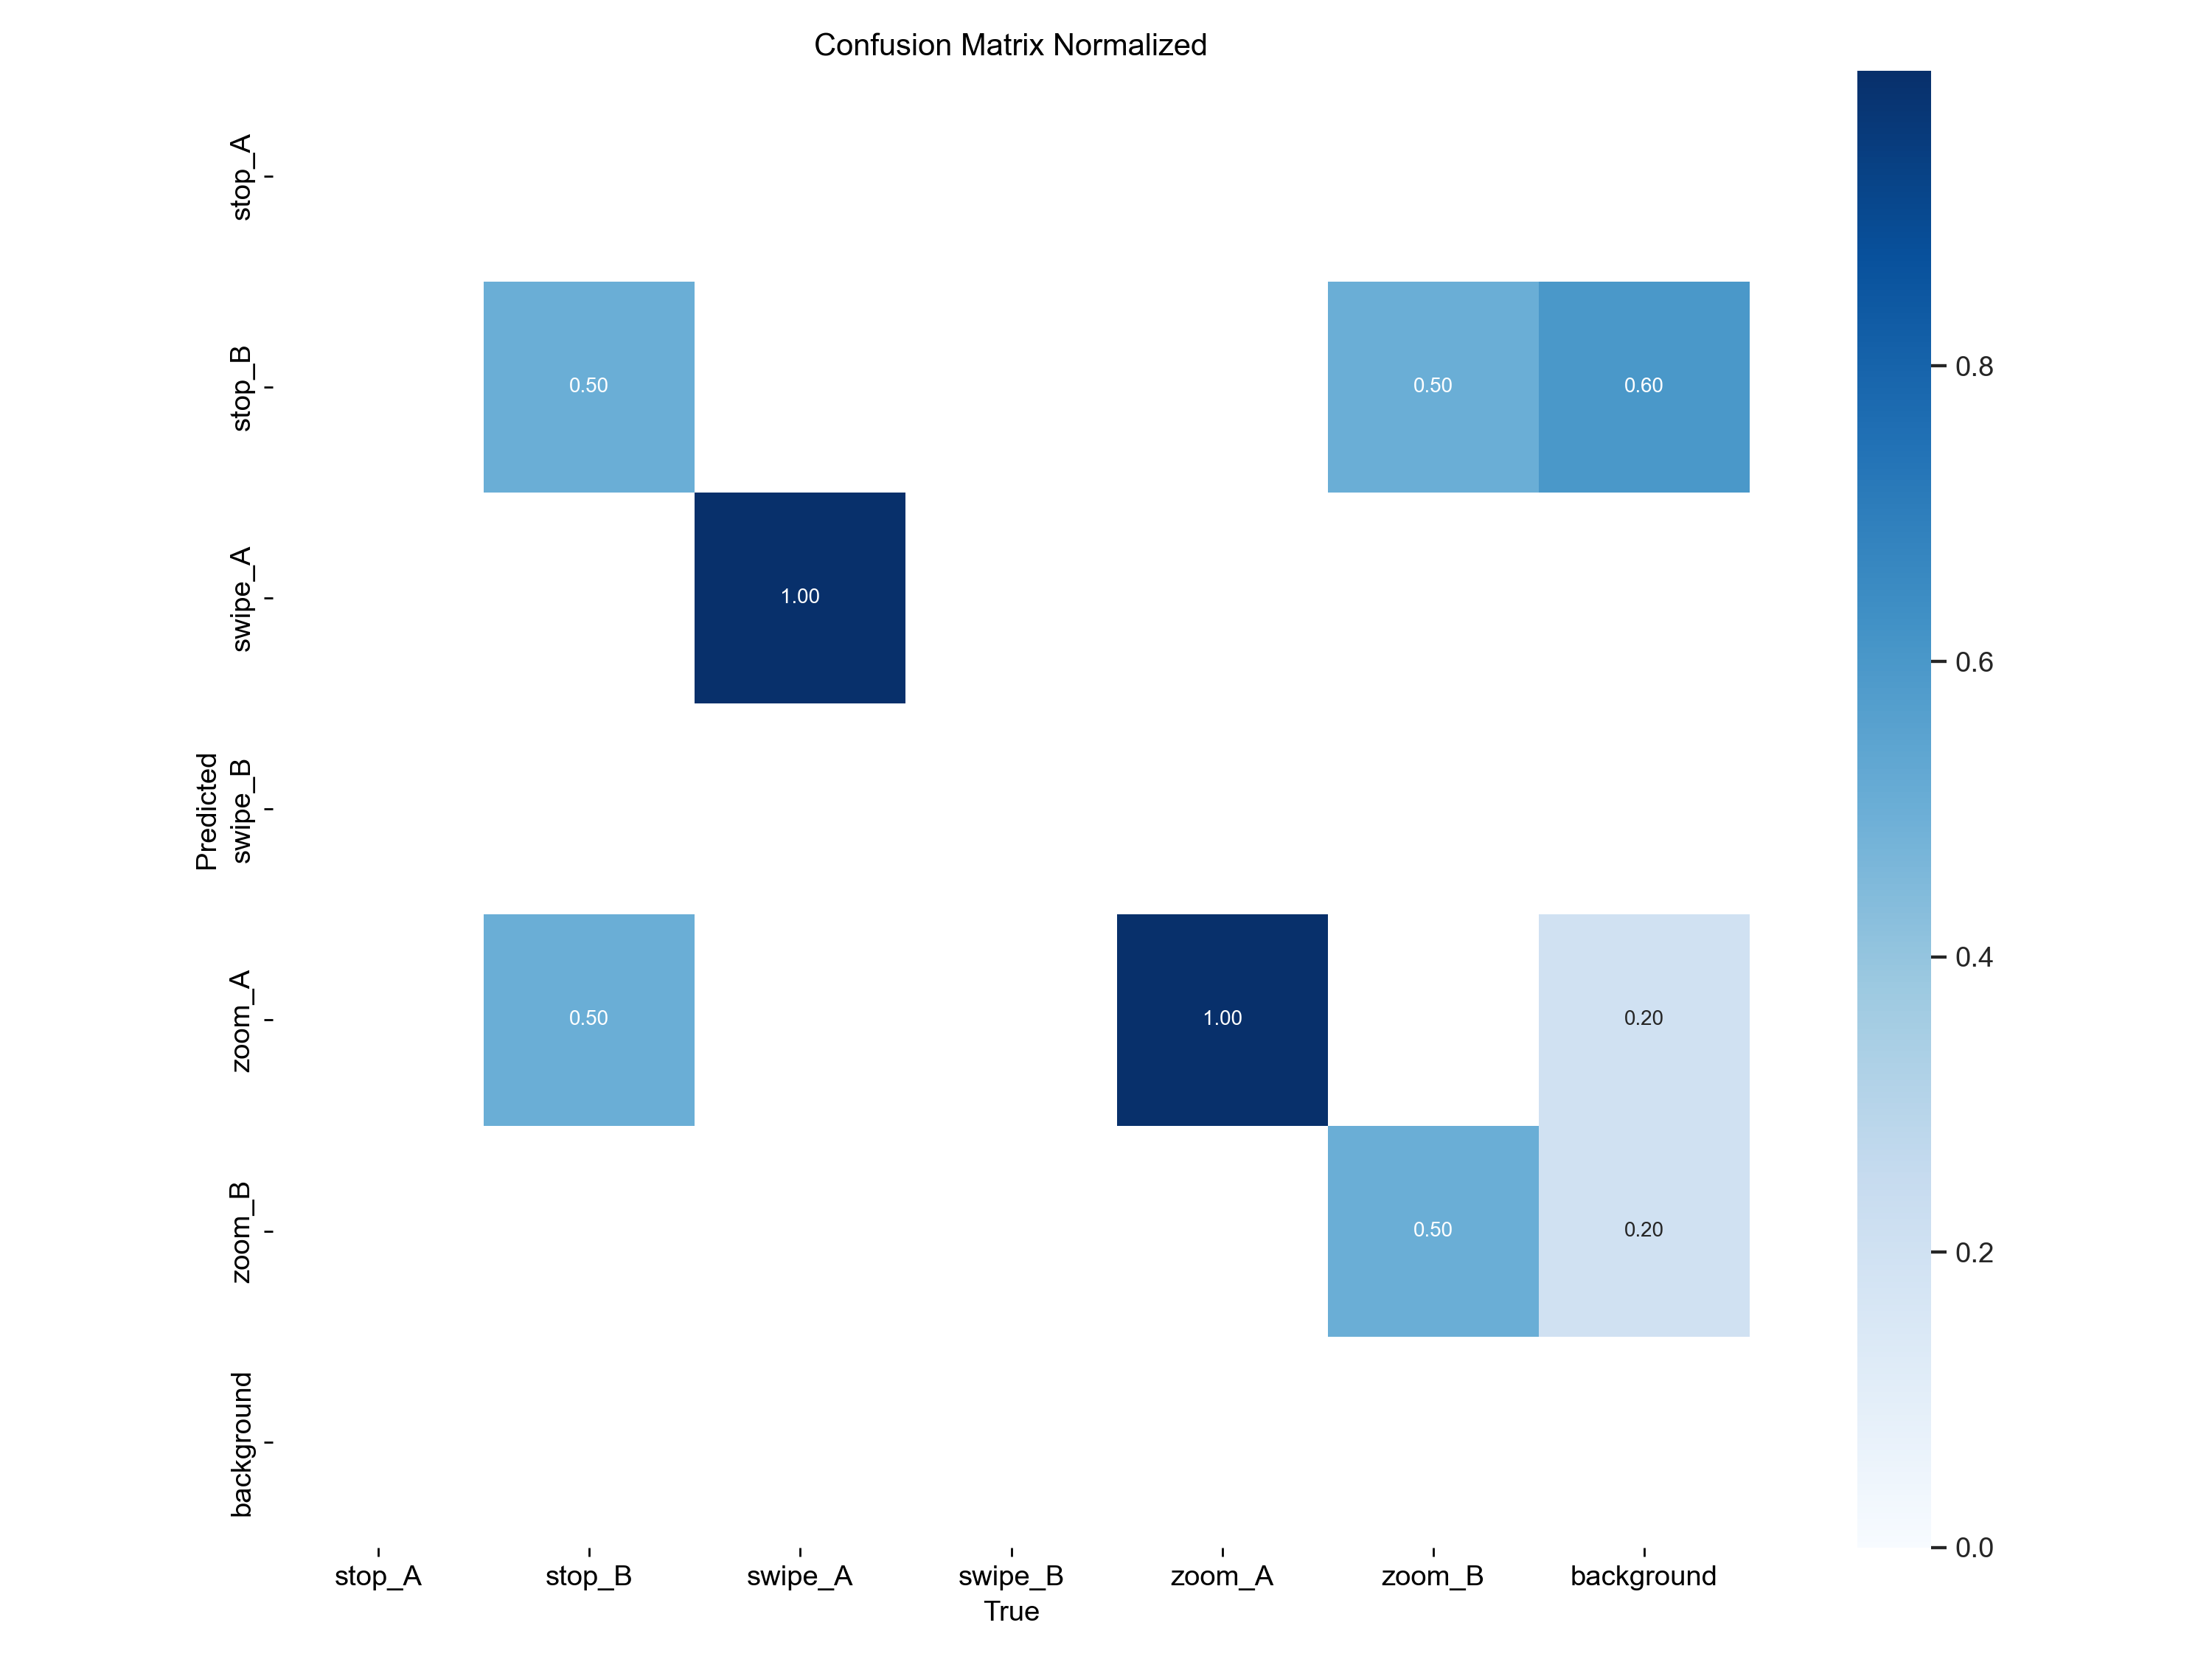 Confusion Matrix Normalized
stop_A
stop_B
0.50
0.50
0.60
swipe_A
1.00
Predicted
swipe_B
zoom_A
0.50
1.00
0.20
zoom_B
0.50
0.20
background
stop_A
stop_B
swipe_A
swipe_B
zoom_A
zoom_B
background
True
0.8
0.6
0.4
0.2
0.0